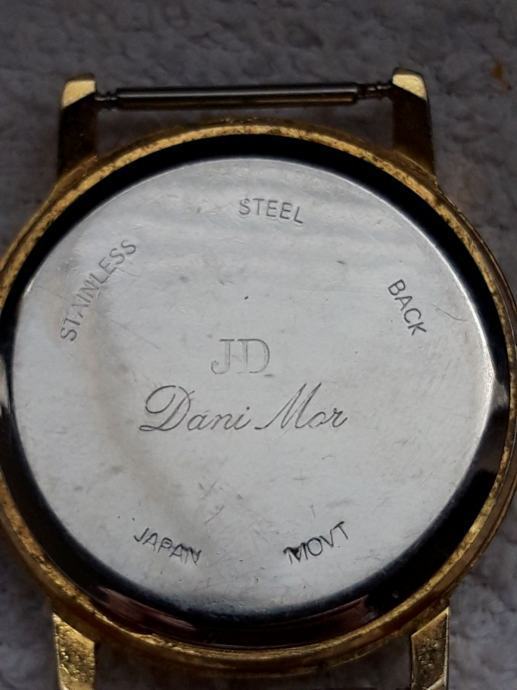 STAINLESS STEEL BACK
JD
Dani Mor
JAPAN MOVT